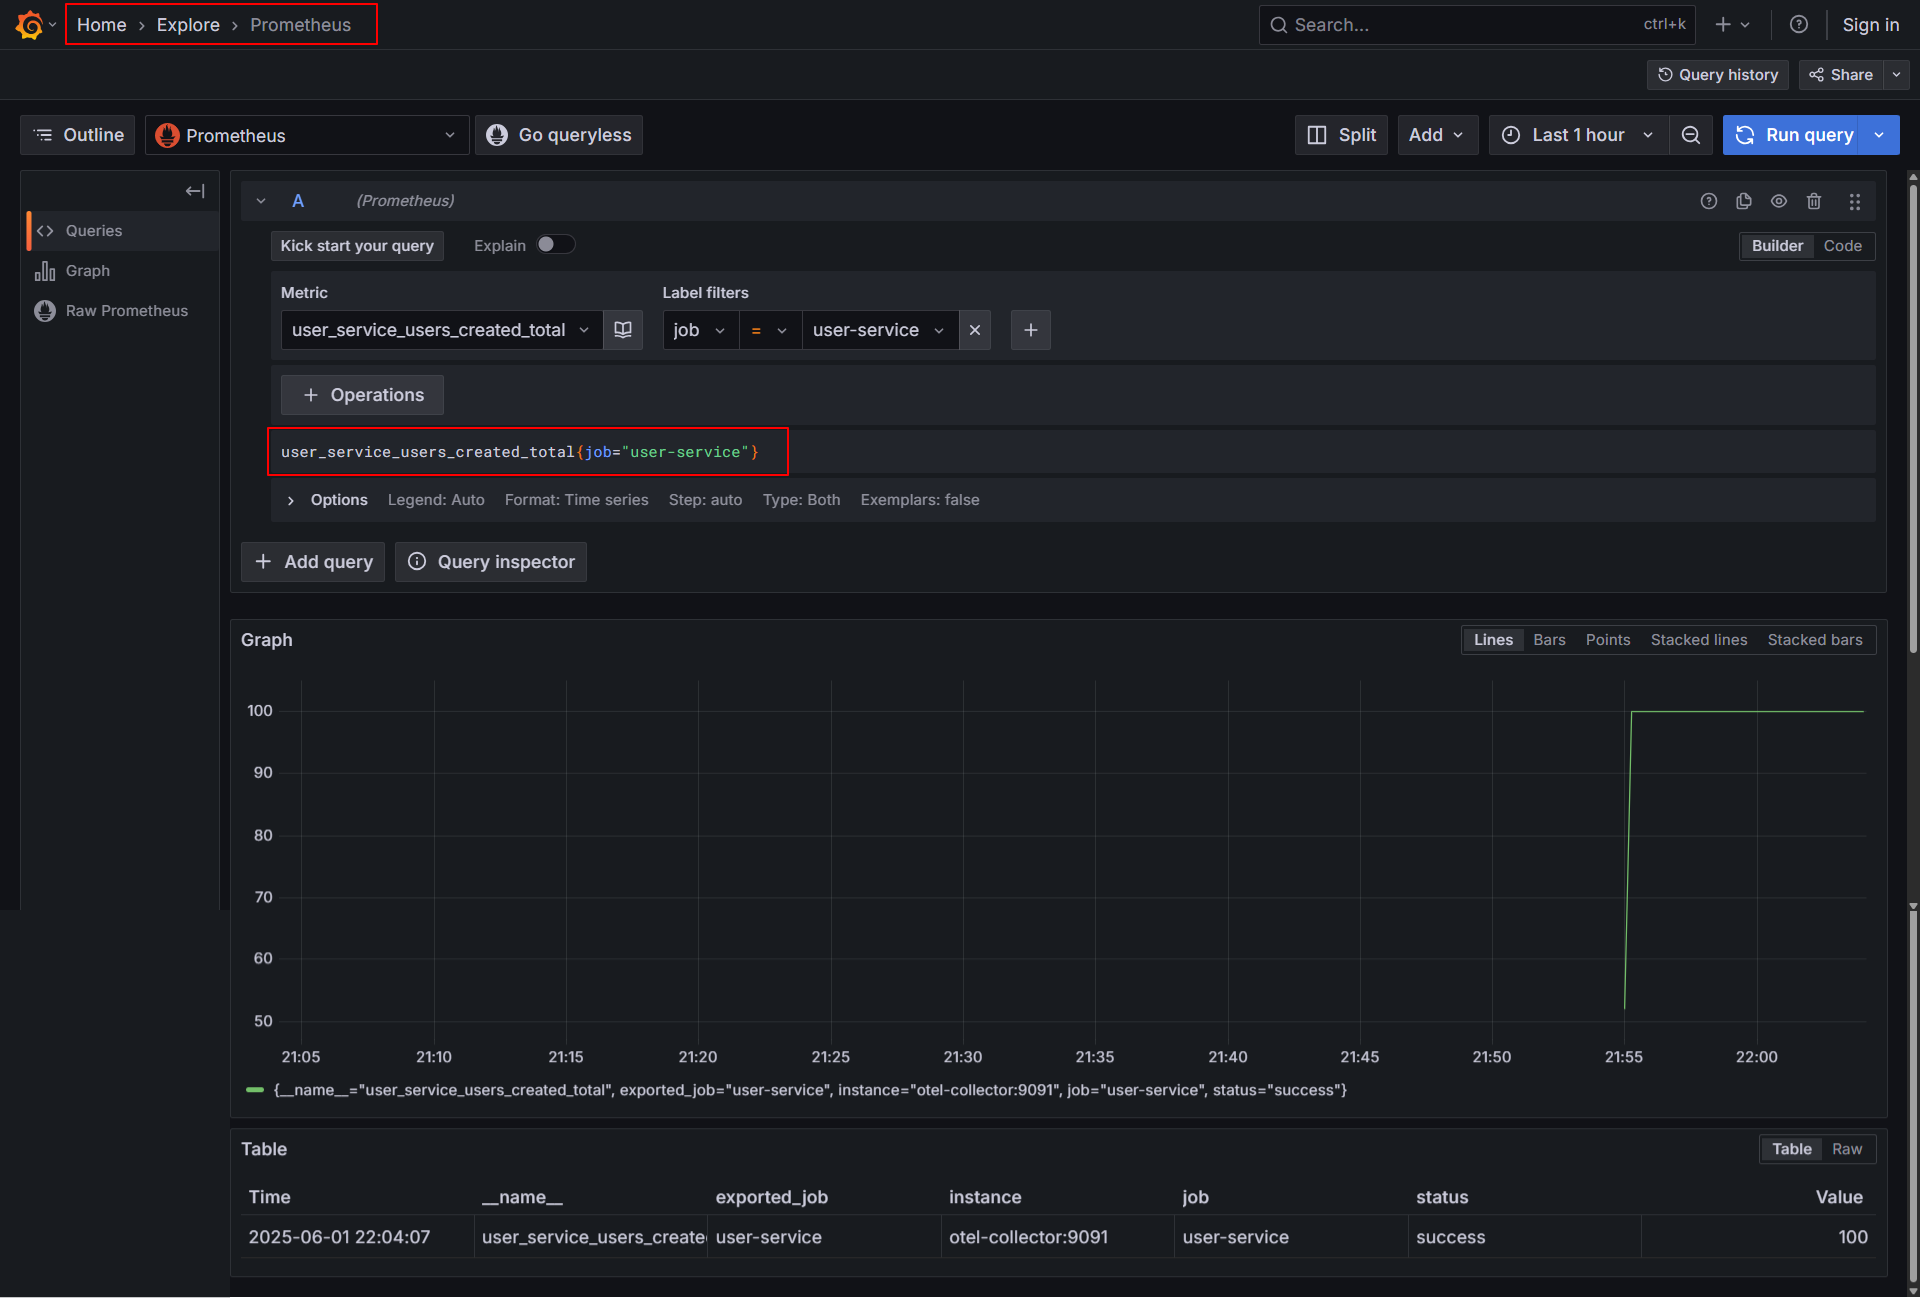 Home › Explore › Prometheus
Search... ctrl+k
Sign in
Query history
Share
Outline
Prometheus
Go queryless
Split
Add
Last 1 hour
Run query
Queries
Graph
Raw Prometheus
A (Prometheus)
Kick start your query
Explain
Builder Code
Metric
Label filters
user_service_users_created_total
job = user-service
+ Operations
user_service_users_created_total{job="user-service"}
Options Legend: Auto Format: Time series Step: auto Type: Both Exemplars: false
+ Add query
Query inspector
Graph
Lines Bars Points Stacked lines Stacked bars
100
90
80
70
60
50
21:05 21:10 21:15 21:20 21:25 21:30 21:35 21:40 21:45 21:50 21:55 22:00
{__name__="user_service_users_created_total", exported_job="user-service", instance="otel-collector:9091", job="user-service", status="success"}
Table
Table Raw
Time __name__ exported_job instance job status Value
2025-06-01 22:04:07 user_service_users_create user-service otel-collector:9091 user-service success 100